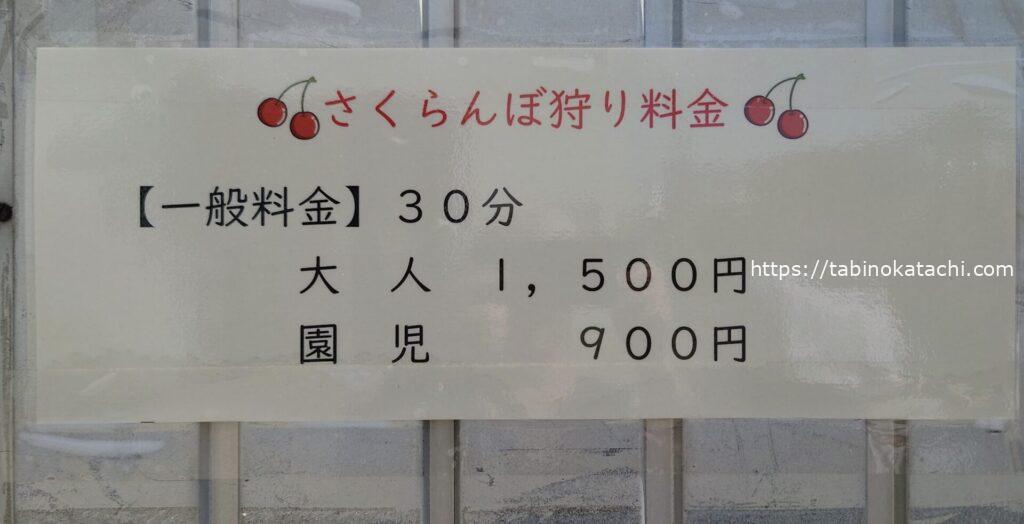 さくらんぼ狩り料金
【一般料金】３０分
大　人　１，５００円
園　児　　　９００円
https://tabinokatachi.com